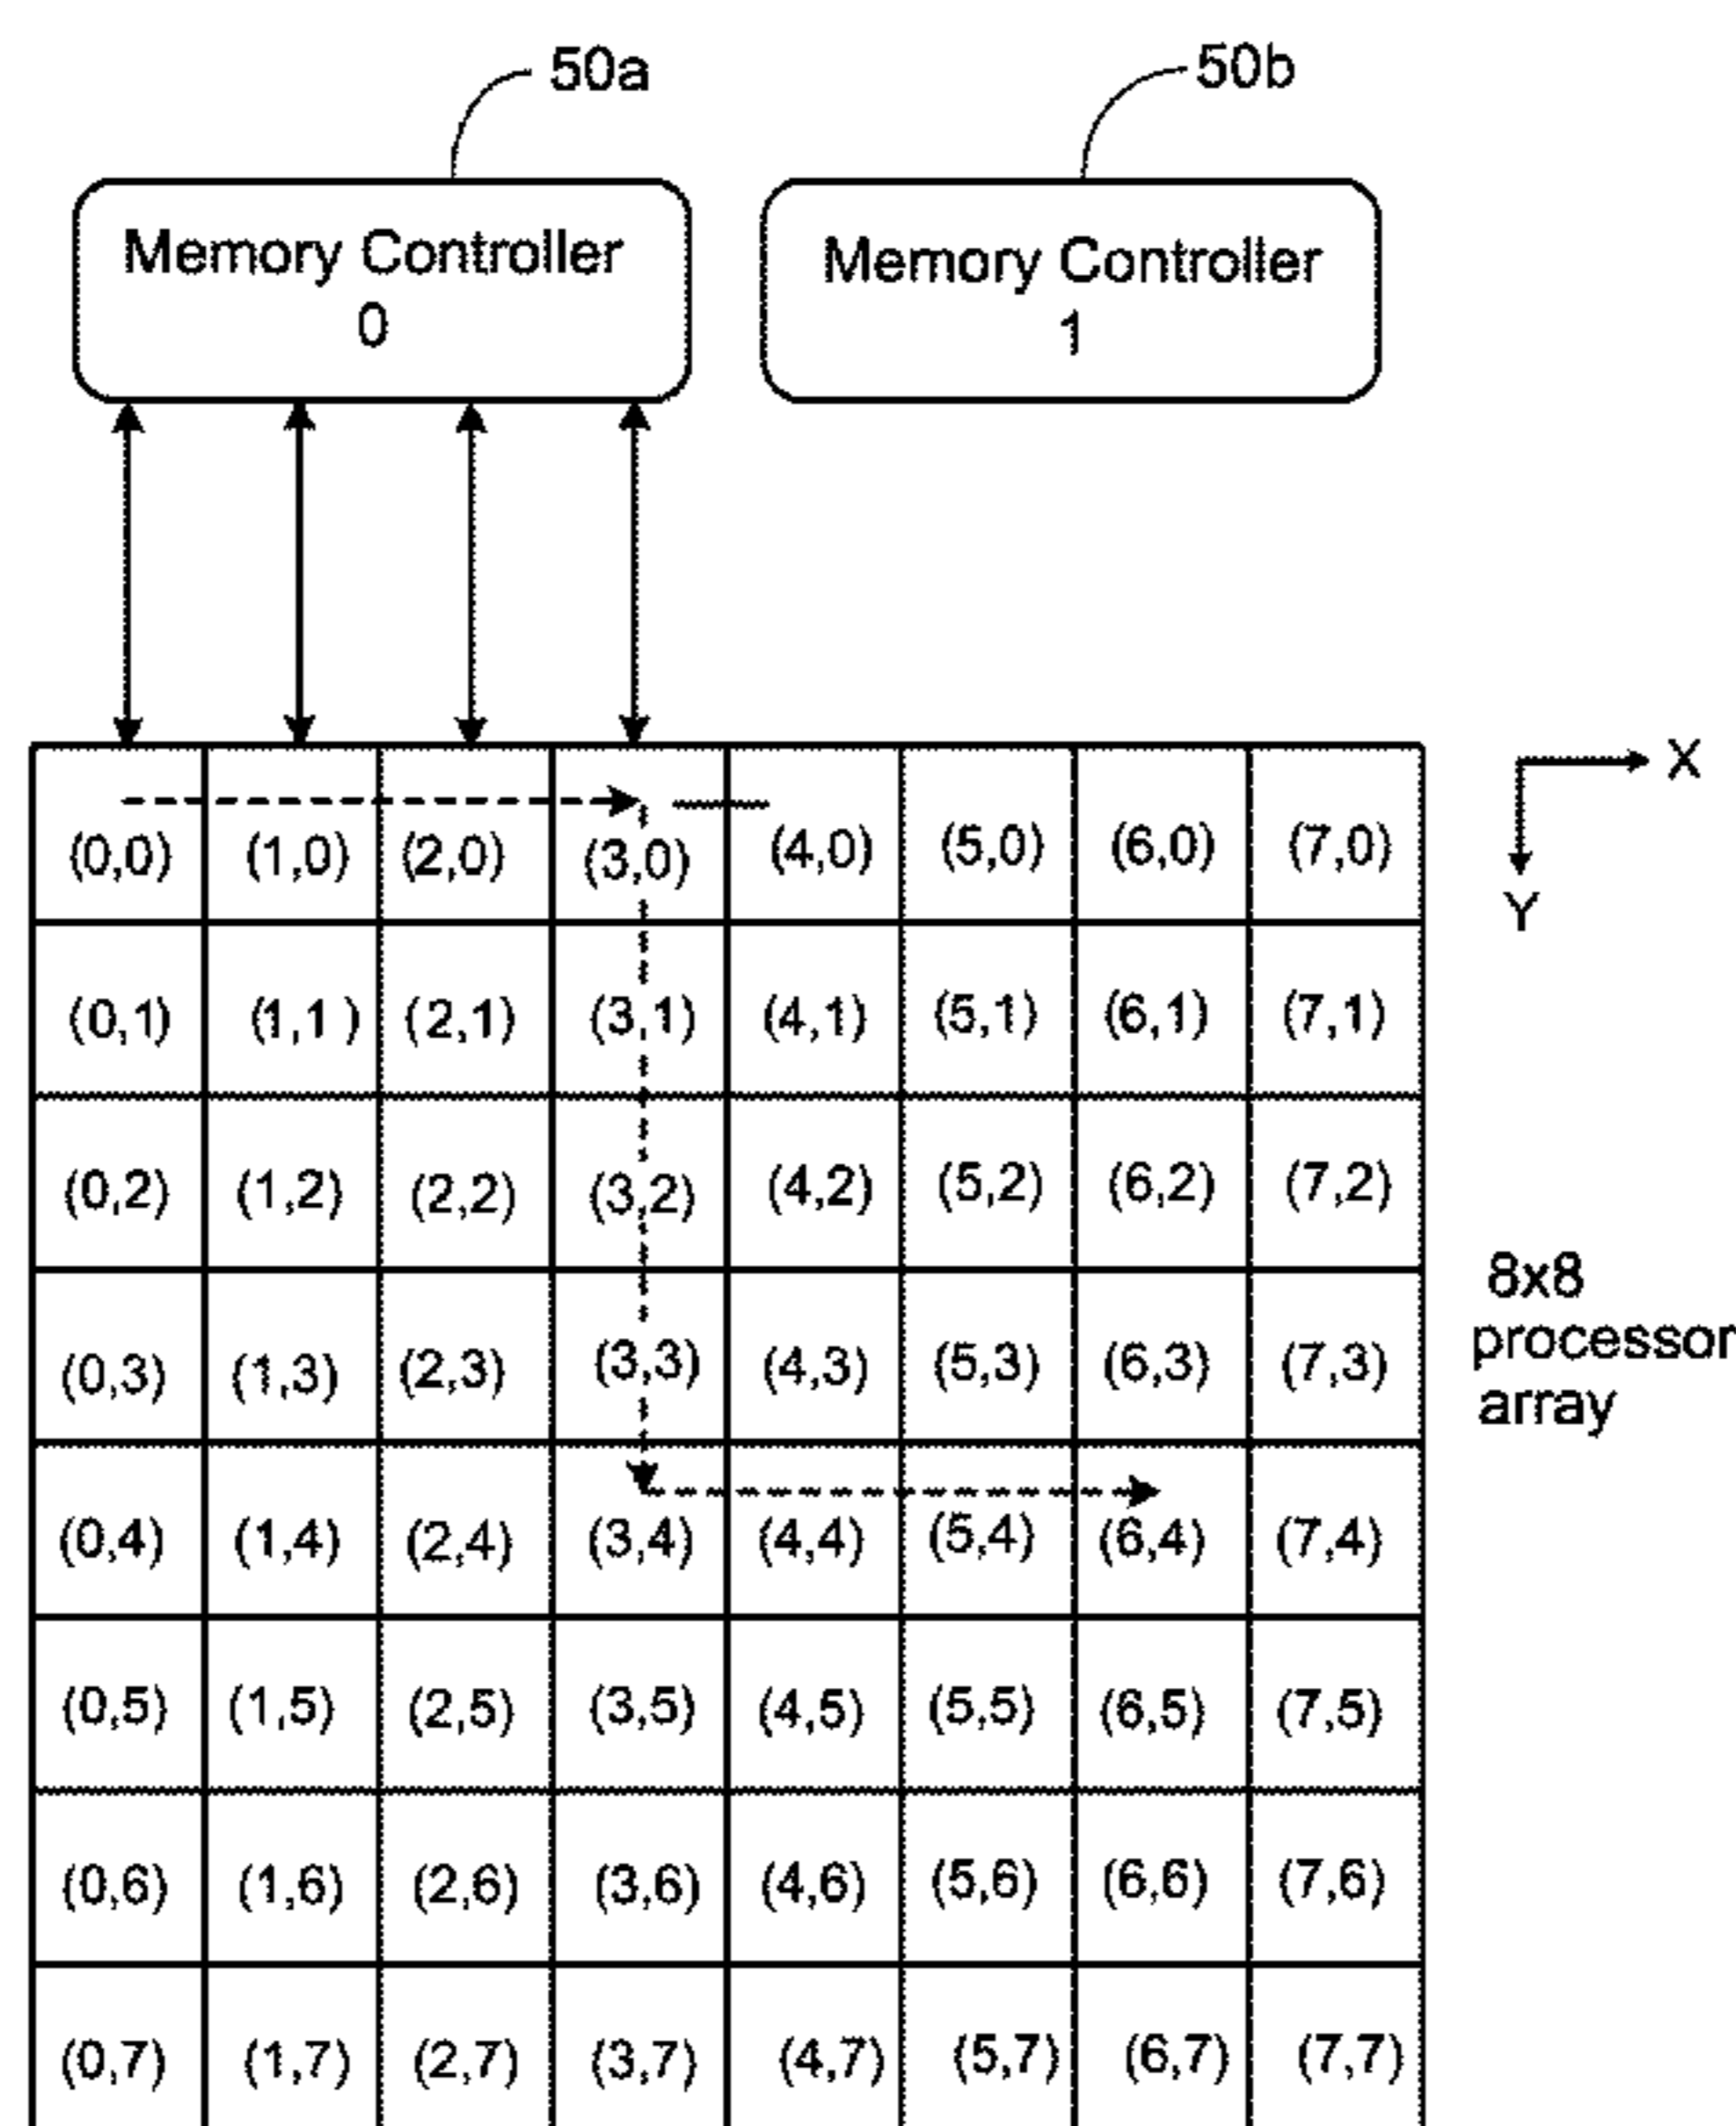 50a 50b
Memory Controller
0
Memory Controller
1
X
Y
(0,0) (1,0) (2,0) (3,0) (4,0) (5,0) (6,0) (7,0)
(0,1) (1,1 ) (2,1) (3,1) (4,1) (5,1) (6,1) (7,1)
(0,2) (1,2) (2,2) (3,2) (4,2) (5,2) (6,2) (7,2)
8x8
processor
array
(0,3) (1,3) (2,3) (3,3) (4,3) (5,3) (6,3) (7,3)
(0,4) (1,4) (2,4) (3,4) (4,4) (5,4) (6,4) (7,4)
(0,5) (1,5) (2,5) (3,5) (4,5) (5,5) (6,5) (7,5)
(0,6) (1,6) (2,6) (3,6) (4,6) (5,6) (6,6) (7,6)
(0,7) (1,7) (2,7) (3,7) (4,7) (5,7) (6,7) (7,7)